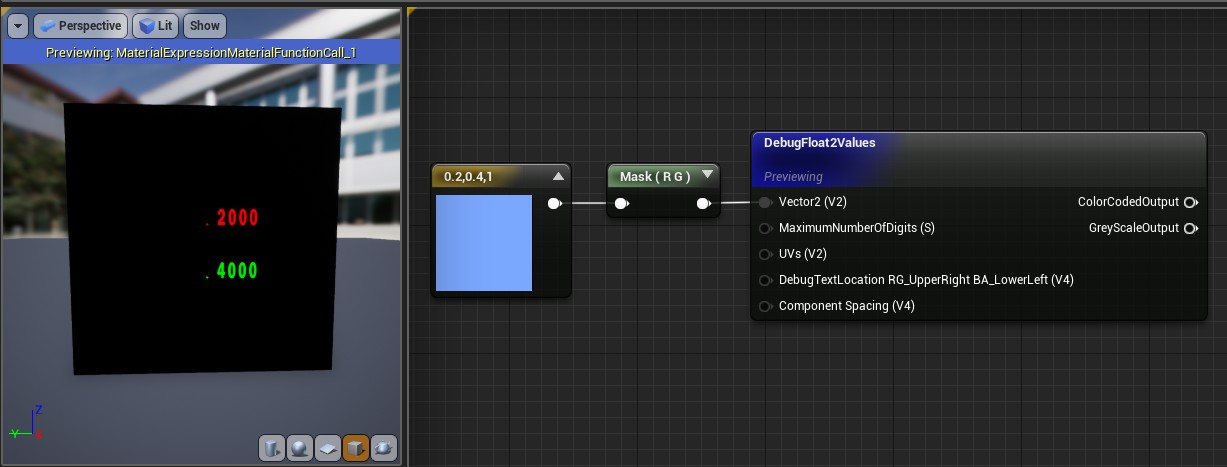 Perspective
Lit
Show
Previewing: MaterialExpressionMaterialFunctionCall_1
. 2000
. 4000
Z
Y
X
0.2,0.4,1
Mask ( R G )
DebugFloat2Values
Previewing
Vector2 (V2)
ColorCodedOutput
MaximumNumberOfDigits (S)
GreyScaleOutput
UVs (V2)
DebugTextLocation RG_UpperRight BA_LowerLeft (V4)
Component Spacing (V4)